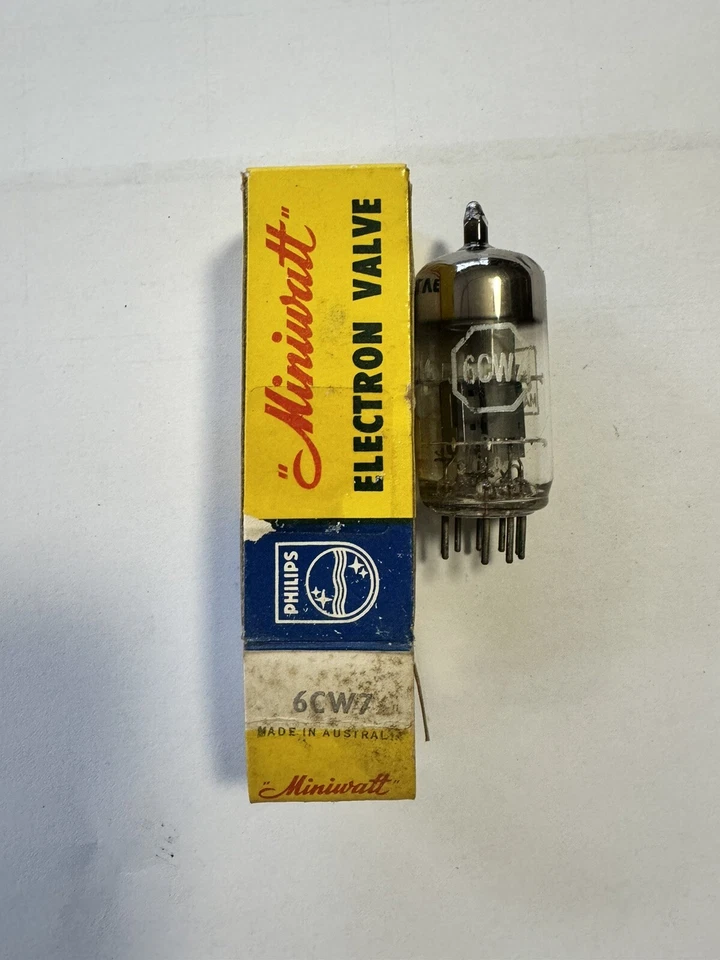 "Miniwatt"
ELECTRON VALVE
PHILIPS
6CW7
MADE IN AUSTRALIA
"Miniwatt"
6CW7